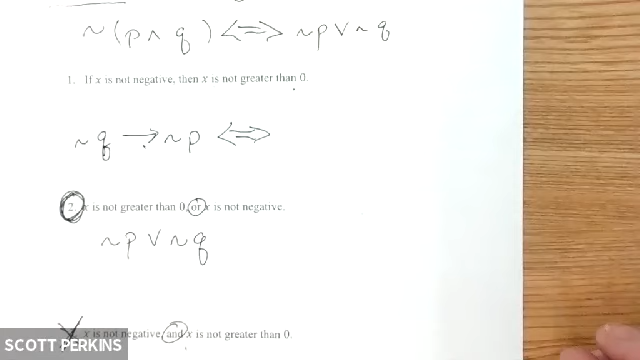 ~(p ∧ q) ⟺ ~p ∨ ~q
1. If x is not negative, then x is not greater than 0.
~q → ~p ⟺
2. x is not greater than 0, or x is not negative.
~p ∨ ~q
x is not negative, and x is not greater than 0.
SCOTT PERKINS